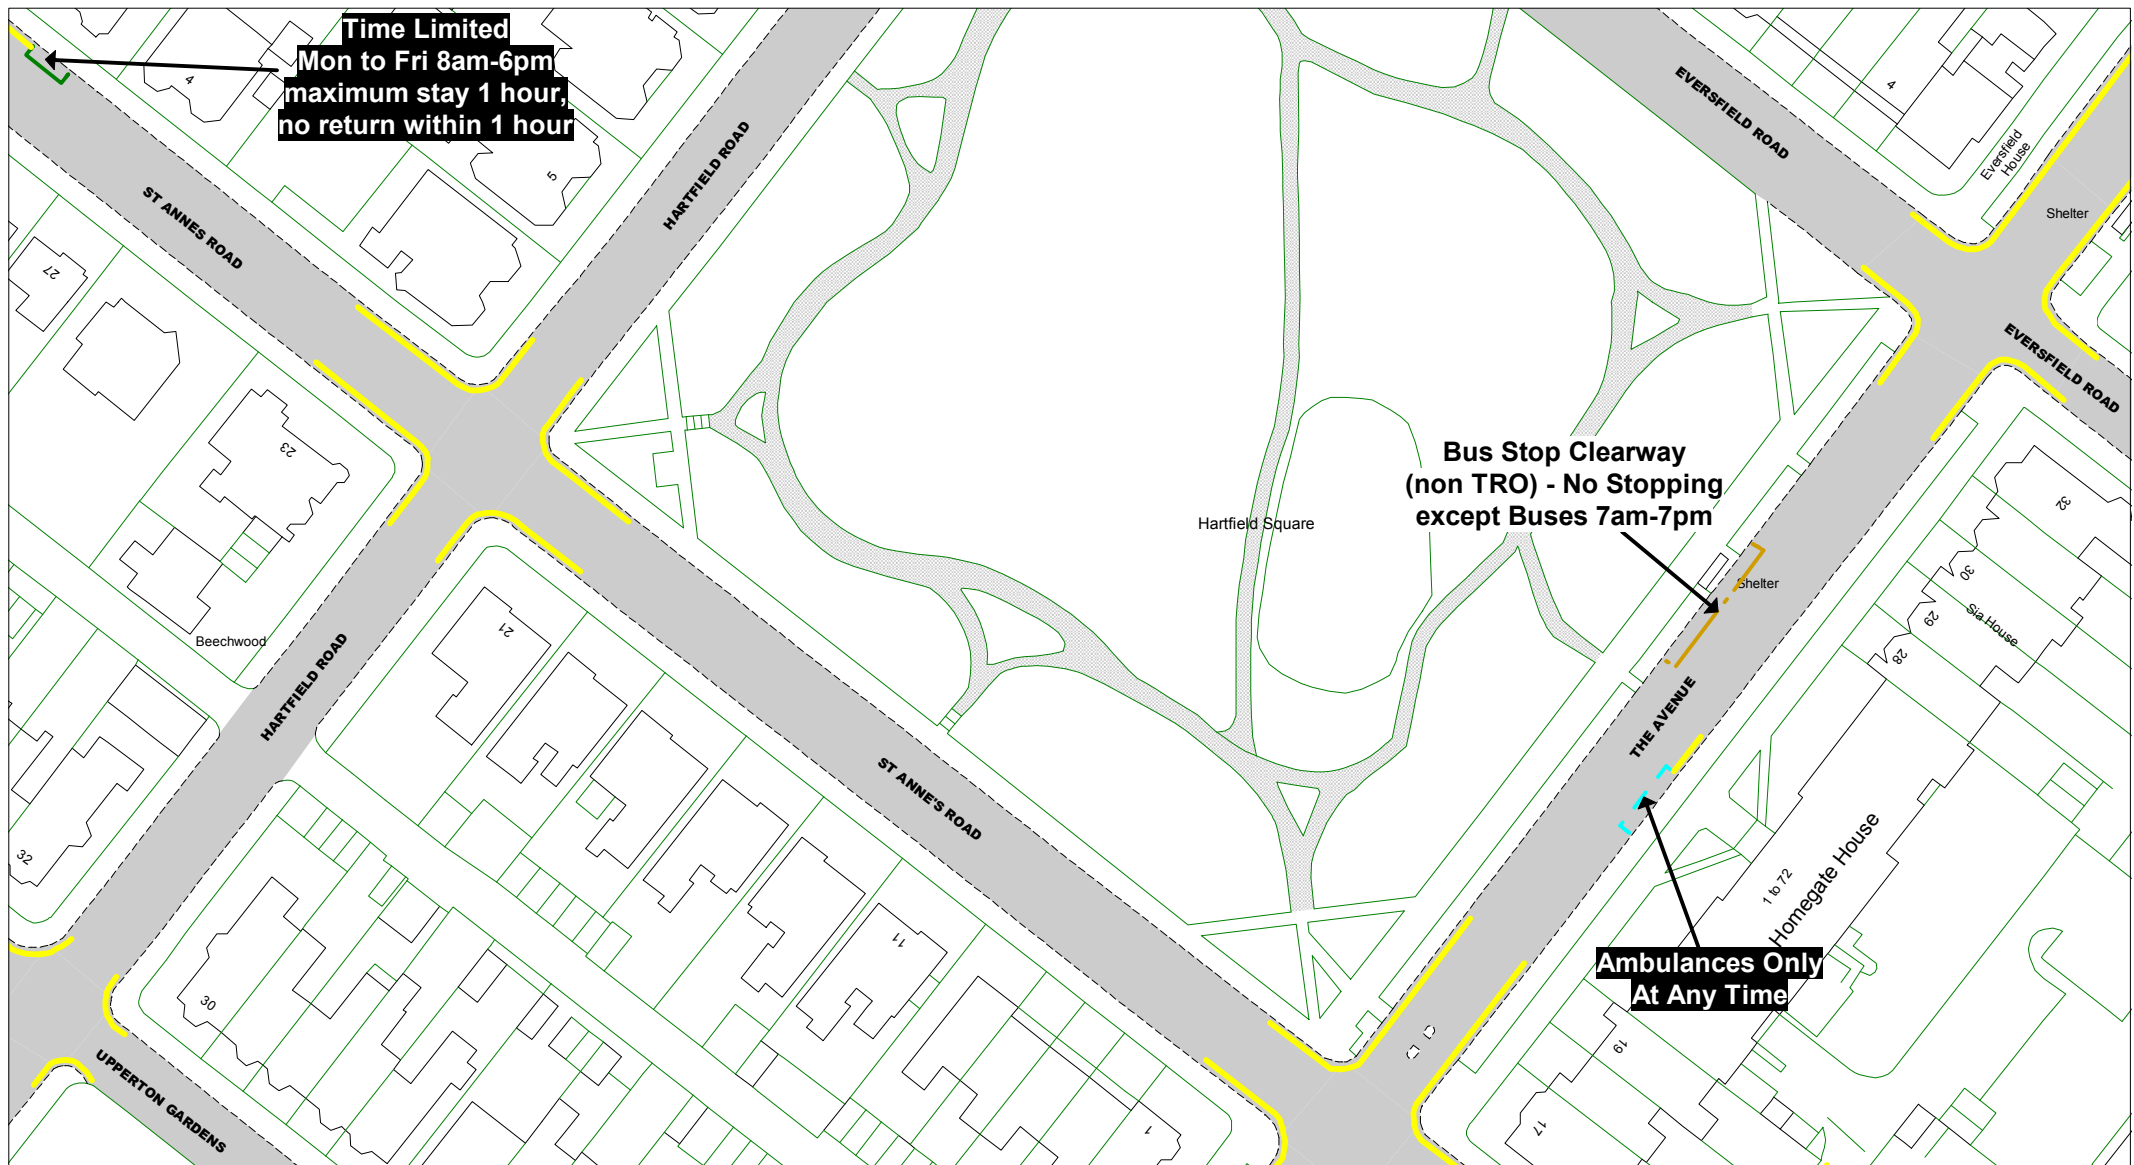 Time Limited
Mon to Fri 8am-6pm
maximum stay 1 hour,
no return within 1 hour
4
5
HARTFIELD ROAD
EVERSFIELD ROAD
4
Eversfield
House
Shelter
ST ANNES ROAD
27
23
EVERSFIELD ROAD
Bus Stop Clearway
(non TRO) - No Stopping
except Buses 7am-7pm
Hartfield Square
32
Shelter
30
Sia House
29
28
21
Beechwood
HARTFIELD ROAD
THE AVENUE
ST ANNE'S ROAD
32
1 to 72
Homegate House
11
Ambulances Only
At Any Time
30
19
UPPERTON GARDENS
1
17